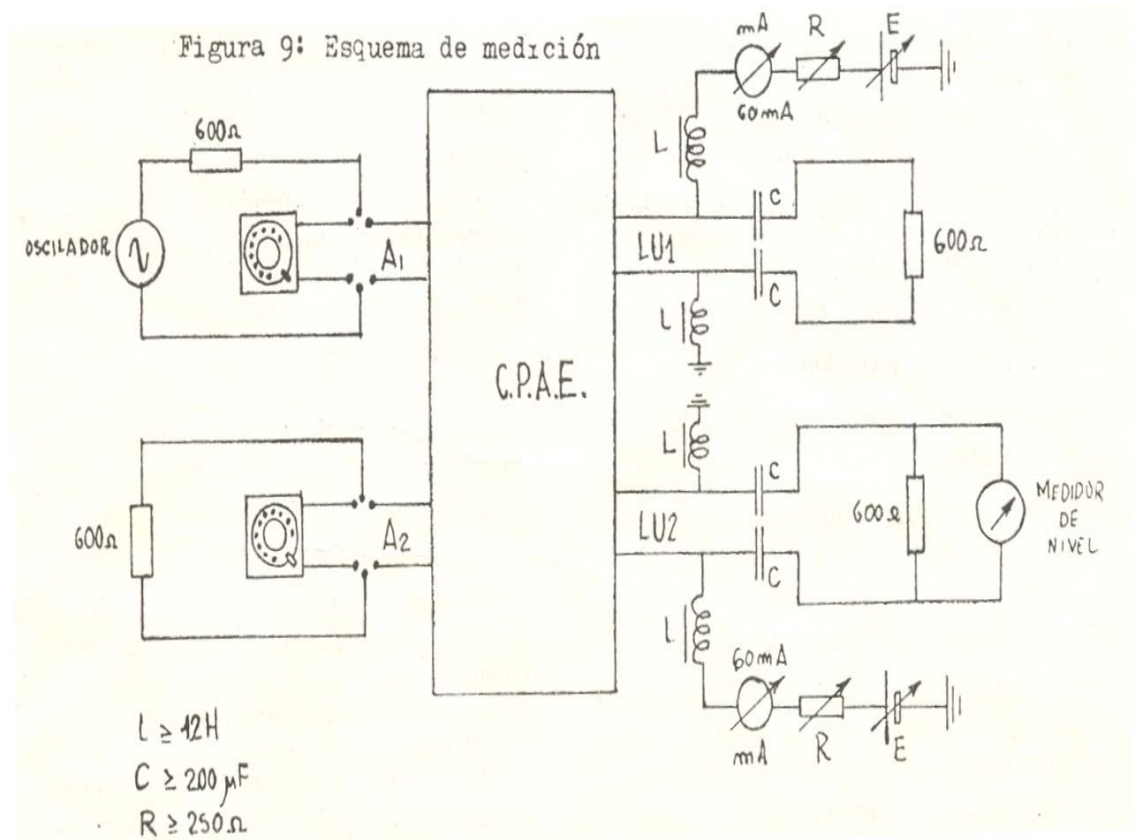 Figura 9: Esquema de medición
mA
R
E
60mA
L
600Ω
OSCILADOR
A1
C
LU1
600Ω
C
L
C.P.A.E.
L
C
600Ω
A2
LU2
600Ω
MEDIDOR
DE
NIVEL
C
L
60mA
mA
R
E
L ≥ 12H
C ≥ 200 µF
R ≥ 250Ω